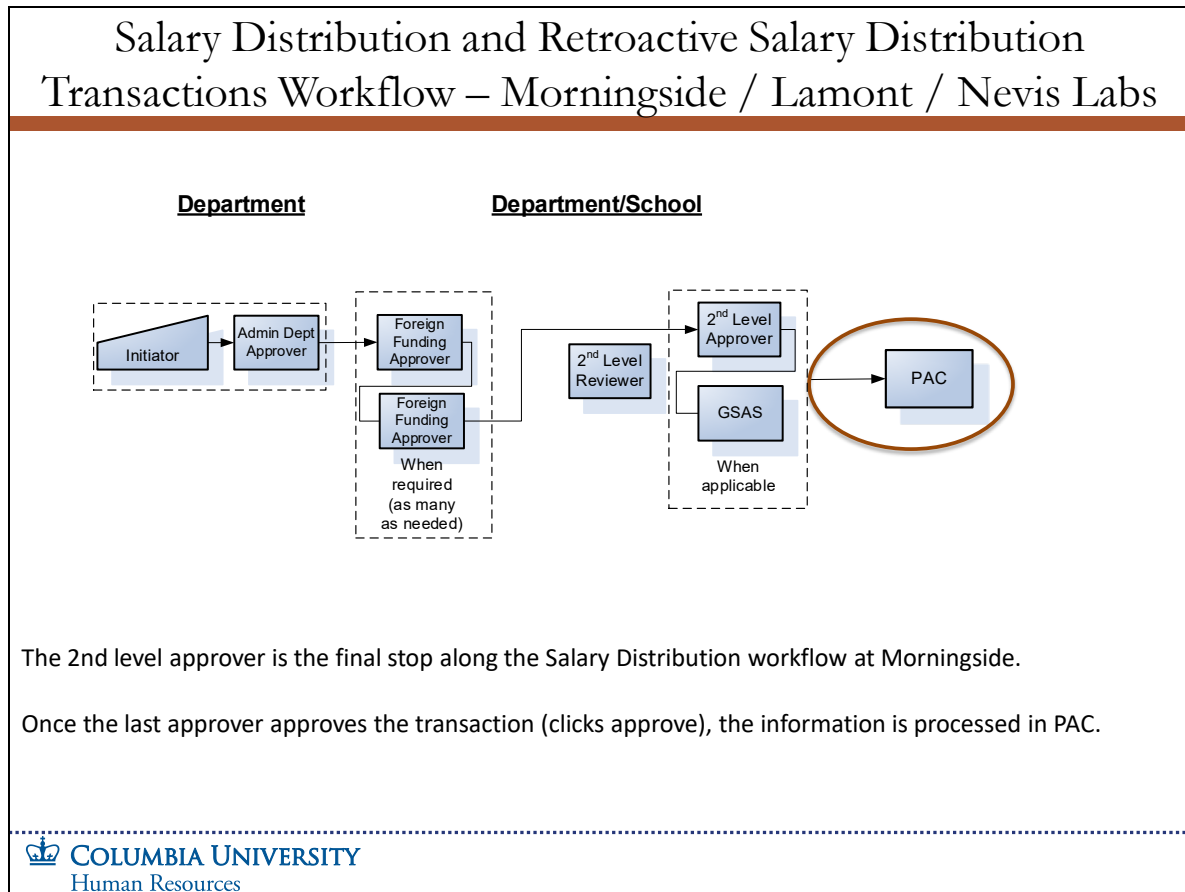 Salary Distribution and Retroactive Salary Distribution
Transactions Workflow – Morningside / Lamont / Nevis Labs
Department
Department/School
Initiator
Admin Dept
Approver
Foreign
Funding
Approver
Foreign
Funding
Approver
When
required
(as many
as needed)
2nd Level
Reviewer
2nd Level
Approver
GSAS
When
applicable
PAC
The 2nd level approver is the final stop along the Salary Distribution workflow at Morningside.
Once the last approver approves the transaction (clicks approve), the information is processed in PAC.
COLUMBIA UNIVERSITY
Human Resources